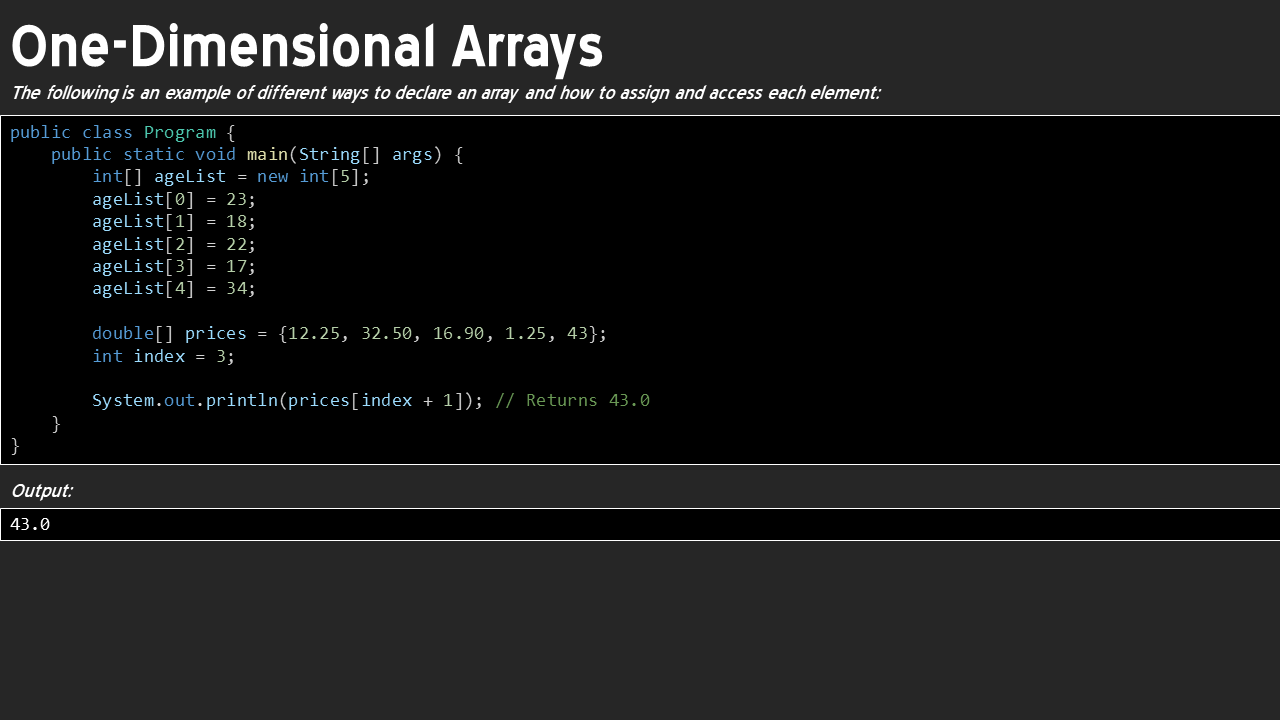 One-Dimensional Arrays
The following is an example of different ways to declare an array and how to assign and access each element:
public class Program {
    public static void main(String[] args) {
        int[] ageList = new int[5];
        ageList[0] = 23;
        ageList[1] = 18;
        ageList[2] = 22;
        ageList[3] = 17;
        ageList[4] = 34;

        double[] prices = {12.25, 32.50, 16.90, 1.25, 43};
        int index = 3;

        System.out.println(prices[index + 1]); // Returns 43.0
    }
}
Output:
43.0